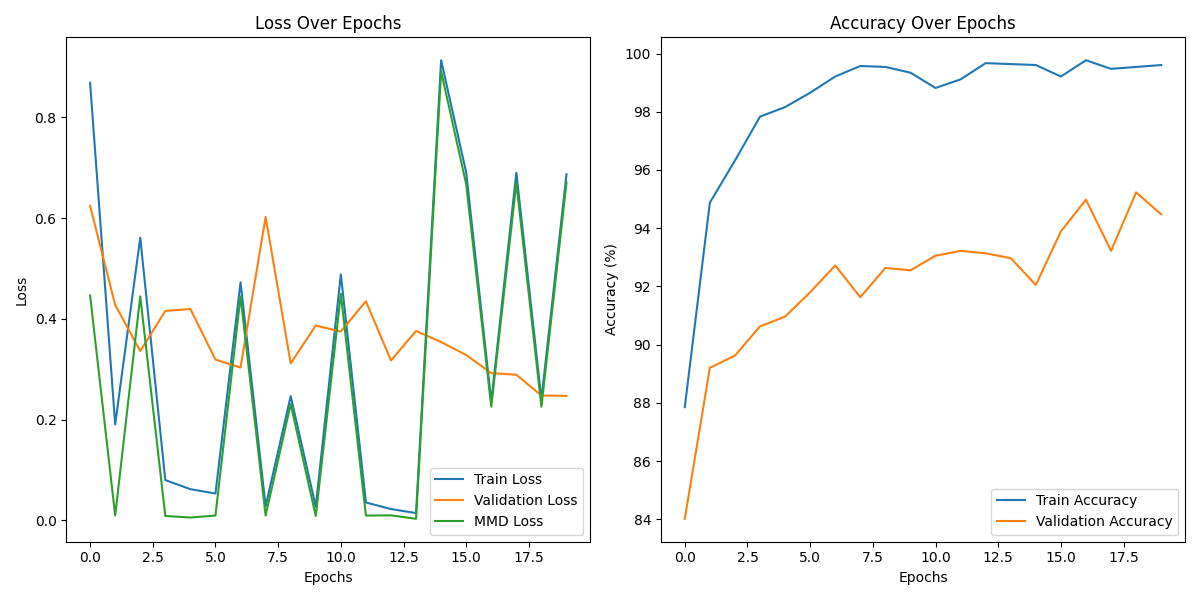 Loss Over Epochs
Loss
0.8
0.6
0.4
0.2
0.0
0.0 2.5 5.0 7.5 10.0 12.5 15.0 17.5
Epochs
Train Loss
Validation Loss
MMD Loss
Accuracy Over Epochs
Accuracy (%)
100
98
96
94
92
90
88
86
84
0.0 2.5 5.0 7.5 10.0 12.5 15.0 17.5
Epochs
Train Accuracy
Validation Accuracy